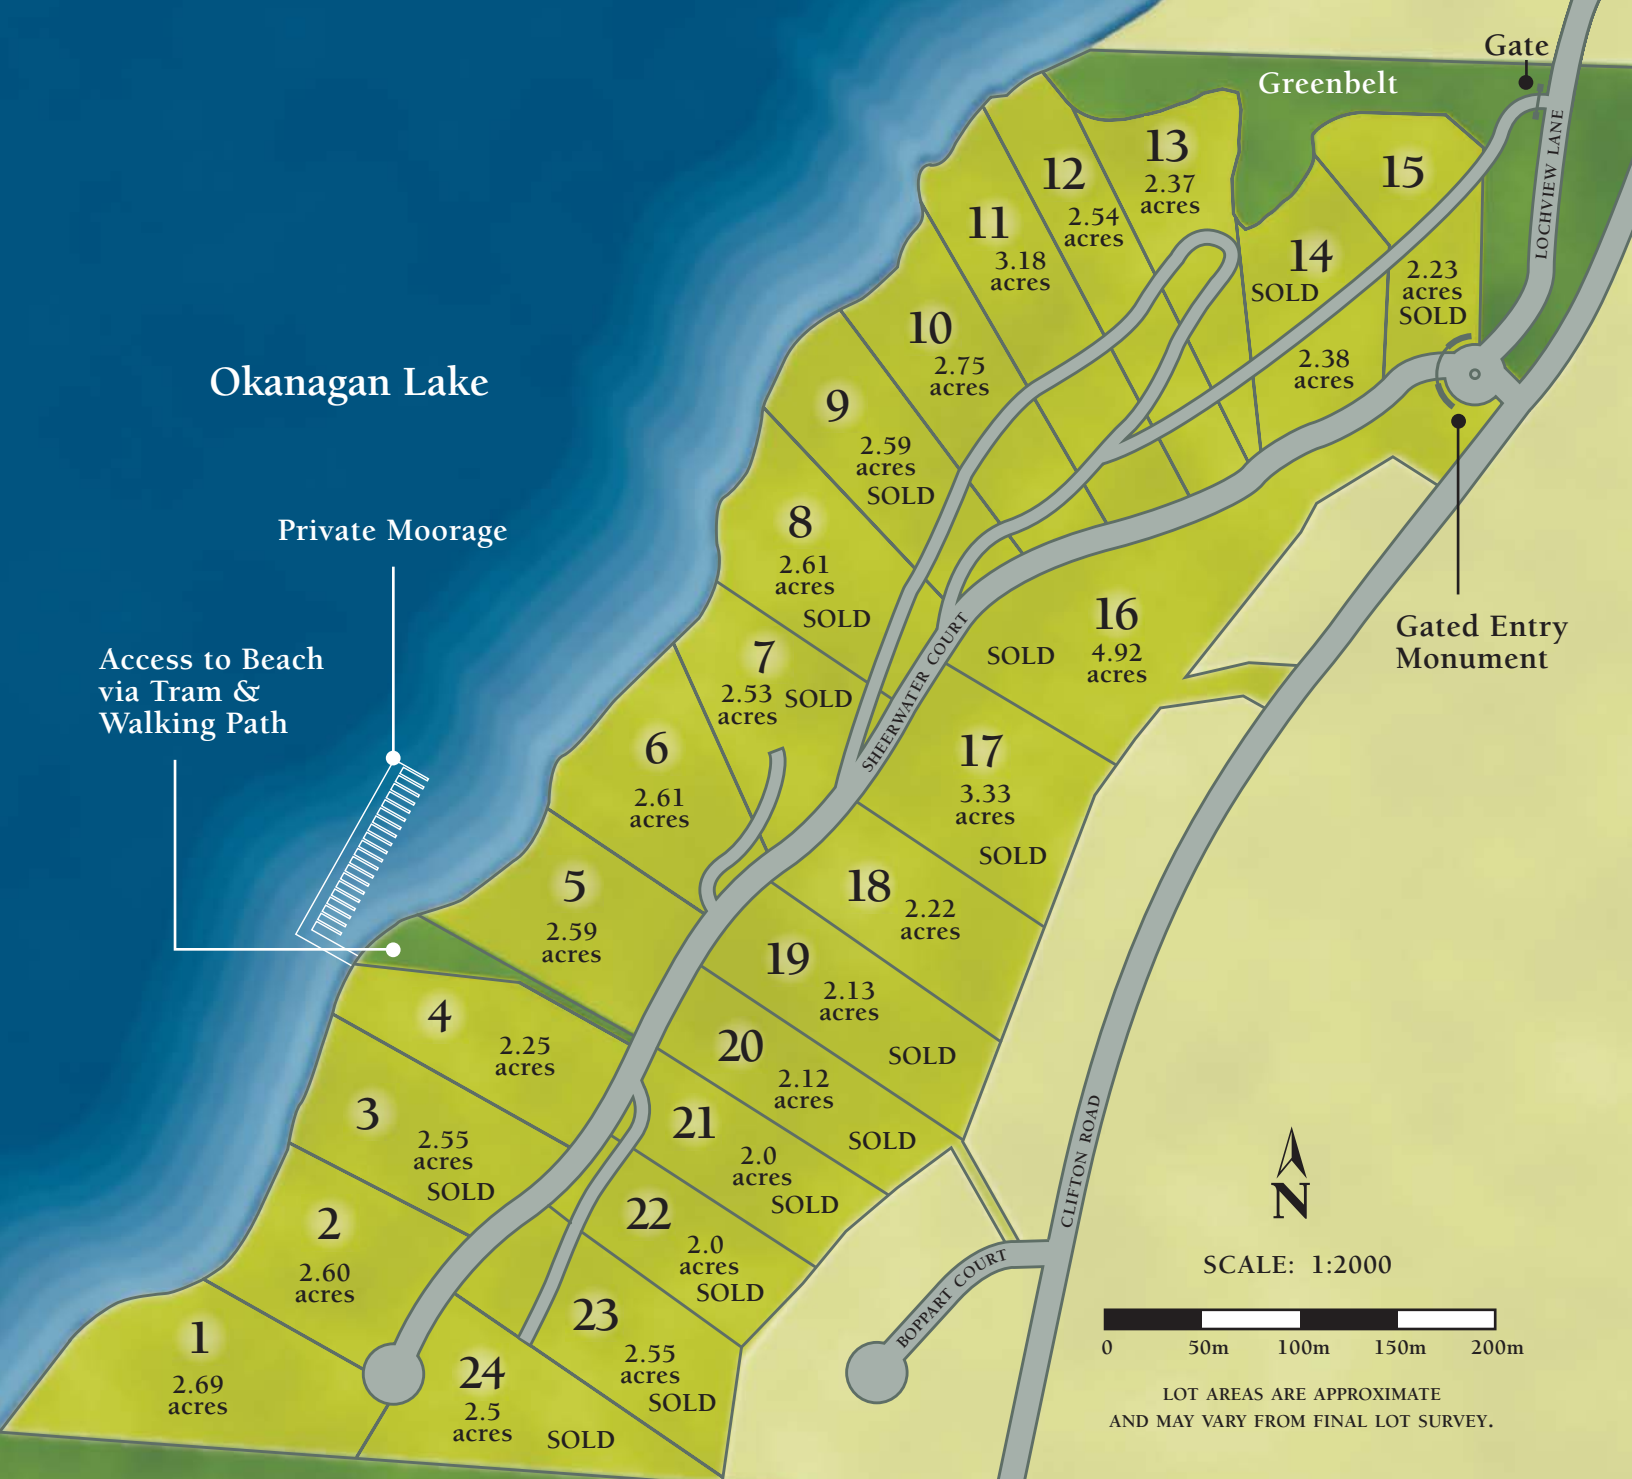 Gate
Greenbelt
LOCHVIEW LANE
13
2.37
acres
12
2.54
acres
15
2.23
acres
SOLD
11
3.18
acres
14
SOLD
2.38
acres
10
2.75
acres
Okanagan Lake
9
2.59
acres
SOLD
8
2.61
acres
SOLD
Private Moorage
16
SOLD
4.92
acres
Gated Entry
Monument
SHEERWATER COURT
Access to Beach
via Tram &
Walking Path
7
2.53
acres
SOLD
6
2.61
acres
17
3.33
acres
SOLD
5
2.59
acres
18
2.22
acres
19
2.13
acres
SOLD
4
2.25
acres
20
2.12
acres
SOLD
3
2.55
acres
SOLD
21
2.0
acres
SOLD
CLIFTON ROAD
2
2.60
acres
22
2.0
acres
SOLD
BOPPART COURT
N
1
2.69
acres
23
2.55
acres
SOLD
24
2.5
acres
SOLD
SCALE: 1:2000
0 50m 100m 150m 200m
LOT AREAS ARE APPROXIMATE
AND MAY VARY FROM FINAL LOT SURVEY.